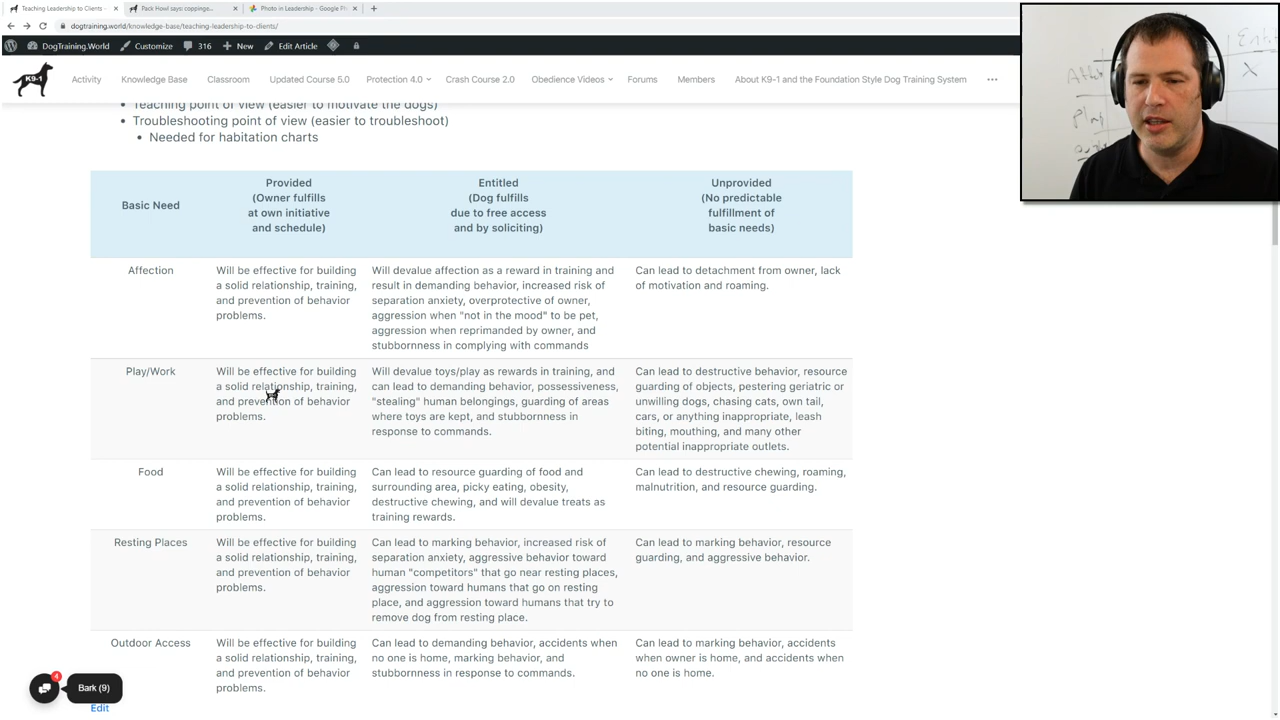 Teaching Leadership to Clients -
Pack Howl says: coppinge
Photo in Leadership - Google Ph
dogtraining.world/knowledge-base/teaching-leadership-to-clients/
DogTraining.World
Customize
316
New
Edit Article
K9-1
Activity
Knowledge Base
Classroom
Updated Course 5.0
Protection 4.0
Crash Course 2.0
Obedience Videos
Forums
Members
About K9-1 and the Foundation Style Dog Training System
Teaching point of view (easier to motivate the dogs)
Troubleshooting point of view (easier to troubleshoot)
Needed for habitation charts
Basic Need
Provided
(Owner fulfills
at own initiative
and schedule)
Entitled
(Dog fulfills
due to free access
and by soliciting)
Unprovided
(No predictable
fulfillment of
basic needs)
Affection
Will be effective for building
a solid relationship, training,
and prevention of behavior
problems.
Will devalue affection as a reward in training and
result in demanding behavior, increased risk of
separation anxiety, overprotective of owner,
aggression when "not in the mood" to be pet,
aggression when reprimanded by owner, and
stubbornness in complying with commands
Can lead to detachment from owner, lack
of motivation and roaming.
Play/Work
Will be effective for building
a solid relationship, training,
and prevention of behavior
problems.
Will devalue toys/play as rewards in training, and
can lead to demanding behavior, possessiveness,
"stealing" human belongings, guarding of areas
where toys are kept, and stubbornness in
response to commands.
Can lead to destructive behavior, resource
guarding of objects, pestering geriatric or
unwilling dogs, chasing cats, own tail,
cars, or anything inappropriate, leash
biting, mouthing, and many other
potential inappropriate outlets.
Food
Will be effective for building
a solid relationship, training,
and prevention of behavior
problems.
Can lead to resource guarding of food and
surrounding area, picky eating, obesity,
destructive chewing, and will devalue treats as
training rewards.
Can lead to destructive chewing, roaming,
malnutrition, and resource guarding.
Resting Places
Will be effective for building
a solid relationship, training,
and prevention of behavior
problems.
Can lead to marking behavior, increased risk of
separation anxiety, aggressive behavior toward
human "competitors" that go near resting places,
aggression toward humans that go on resting
place, and aggression toward humans that try to
remove dog from resting place.
Can lead to marking behavior, resource
guarding, and aggressive behavior.
Outdoor Access
Will be effective for building
a solid relationship, training,
and prevention of behavior
problems.
Can lead to demanding behavior, accidents when
no one is home, marking behavior, and
stubbornness in response to commands.
Can lead to marking behavior, accidents
when owner is home, and accidents when
no one is home.
4
Bark (9)
Edit